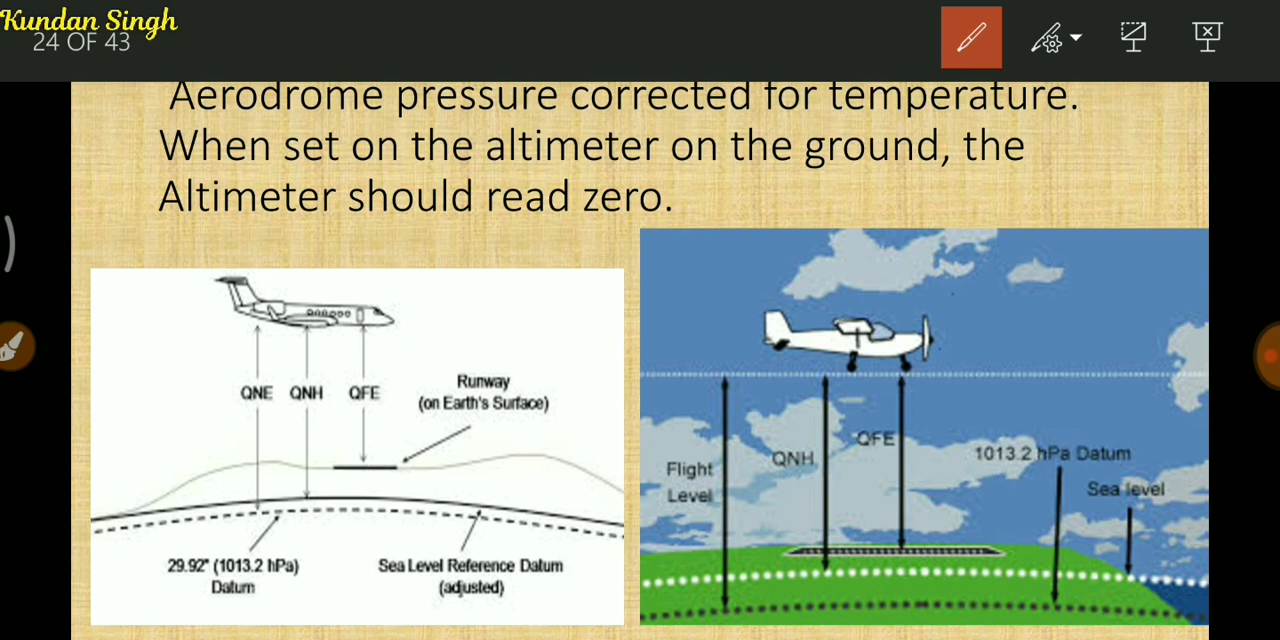 Kundan Singh
24 OF 43
Aerodrome pressure corrected for temperature.
When set on the altimeter on the ground, the
Altimeter should read zero.
QNE QNH QFE
Runway
(on Earth's Surface)
29.92" (1013.2 hPa)
Datum
Sea Level Reference Datum
(adjusted)
Flight
Level
QNH
QFE
1013.2 hPa Datum
Sea level